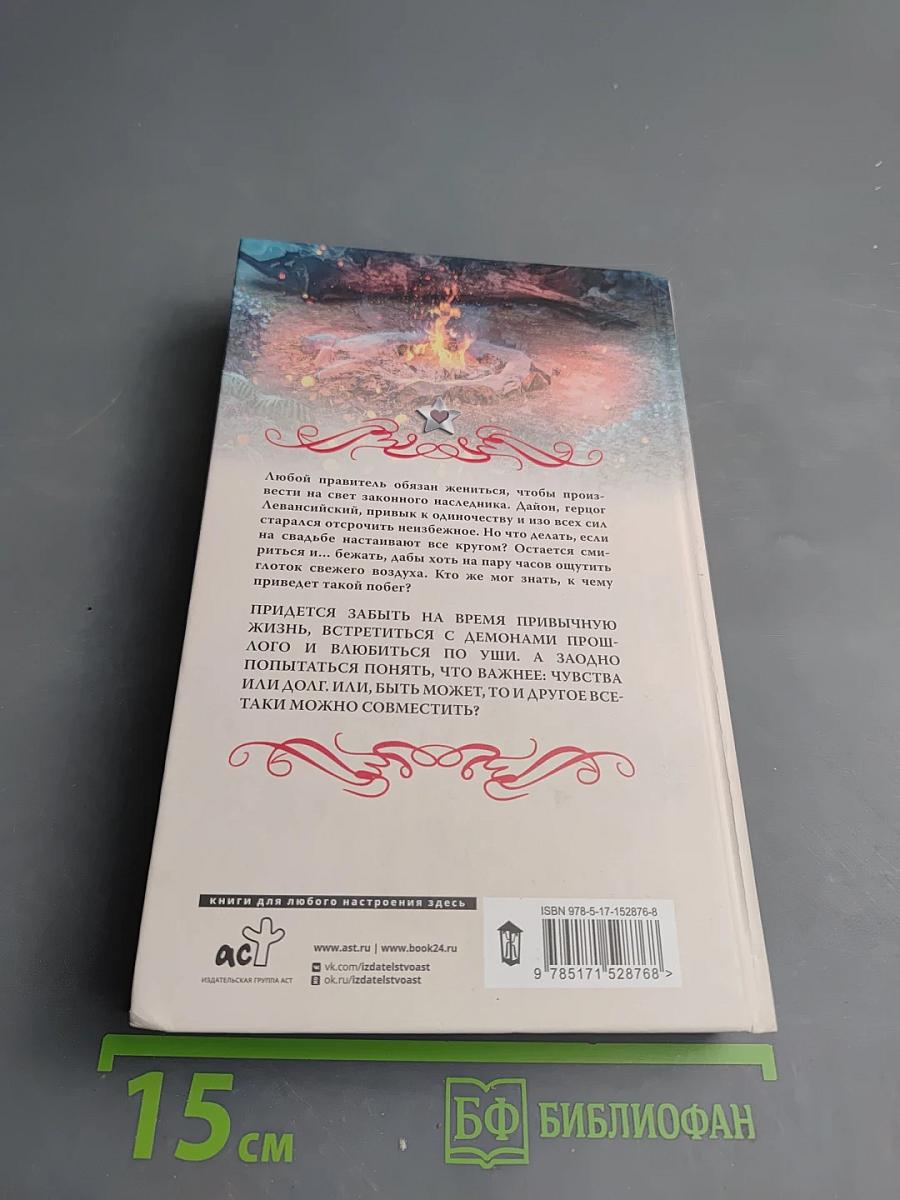 Любой правитель обязан жениться, чтобы произ-
вести на свет законного наследника. Дайон, герцог
Левансийский, привык к одиночеству и изо всех сил
старался отсрочить неизбежное. Но что делать, если
на свадьбе настаивают все кругом? Остается сми-
риться и... бежать, дабы хоть на пару часов ощутить
глоток свежего воздуха. Кто же мог знать, к чему
приведет такой побег?
ПРИДЕТСЯ ЗАБЫТЬ НА ВРЕМЯ ПРИВЫЧНУЮ
ЖИЗНЬ, ВСТРЕТИТЬСЯ С ДЕМОНАМИ ПРОШ-
ЛОГО И ВЛЮБИТЬСЯ ПО УШИ. А ЗАОДНО
ПОПЫТАТЬСЯ ПОНЯТЬ, ЧТО ВАЖНЕЕ: ЧУВСТВА
ИЛИ ДОЛГ. ИЛИ, БЫТЬ МОЖЕТ, ТО И ДРУГОЕ ВСЕ-
ТАКИ МОЖНО СОВМЕСТИТЬ?
книги для любого настроения здесь
аст
ИЗДАТЕЛЬСКАЯ ГРУППА АСТ
www.ast.ru | www.book24.ru
vk.com/izdatelstvoast
ok.ru/izdatelstvoast
ISBN 978-5-17-152876-8
9 785171 528768 >
15 см
БФ БИБЛИОФАН